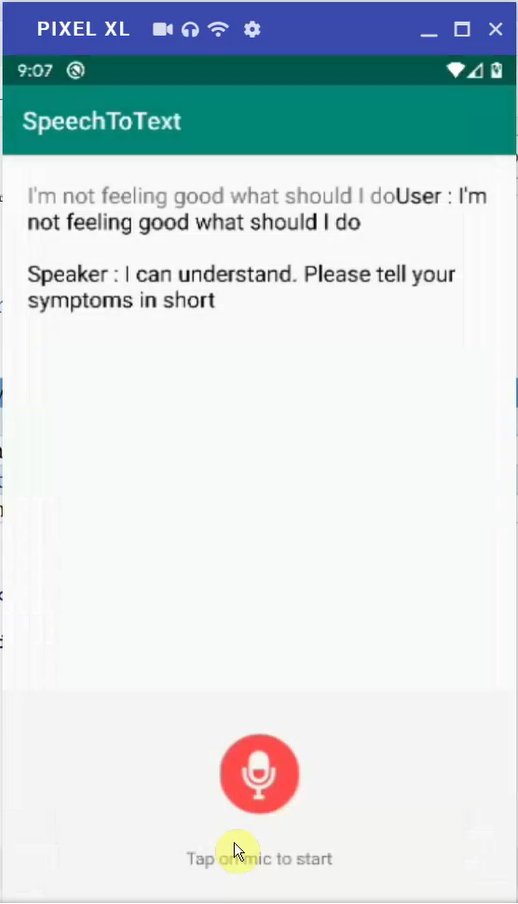 PIXEL XL
9:07
SpeechToText
I'm not feeling good what should I doUser : I'm
not feeling good what should I do
Speaker : I can understand. Please tell your
symptoms in short
Tap on mic to start